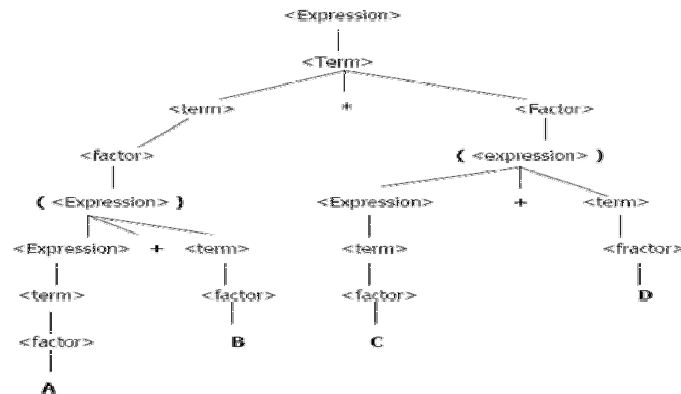 <Expression>
<Term>
<term> * <Factor>
<factor> ( <expression> )
( <Expression> ) <Expression> + <term>
<Expression> + <term> <term> <fractor>
<term> <factor> <factor> D
<factor> B C
A